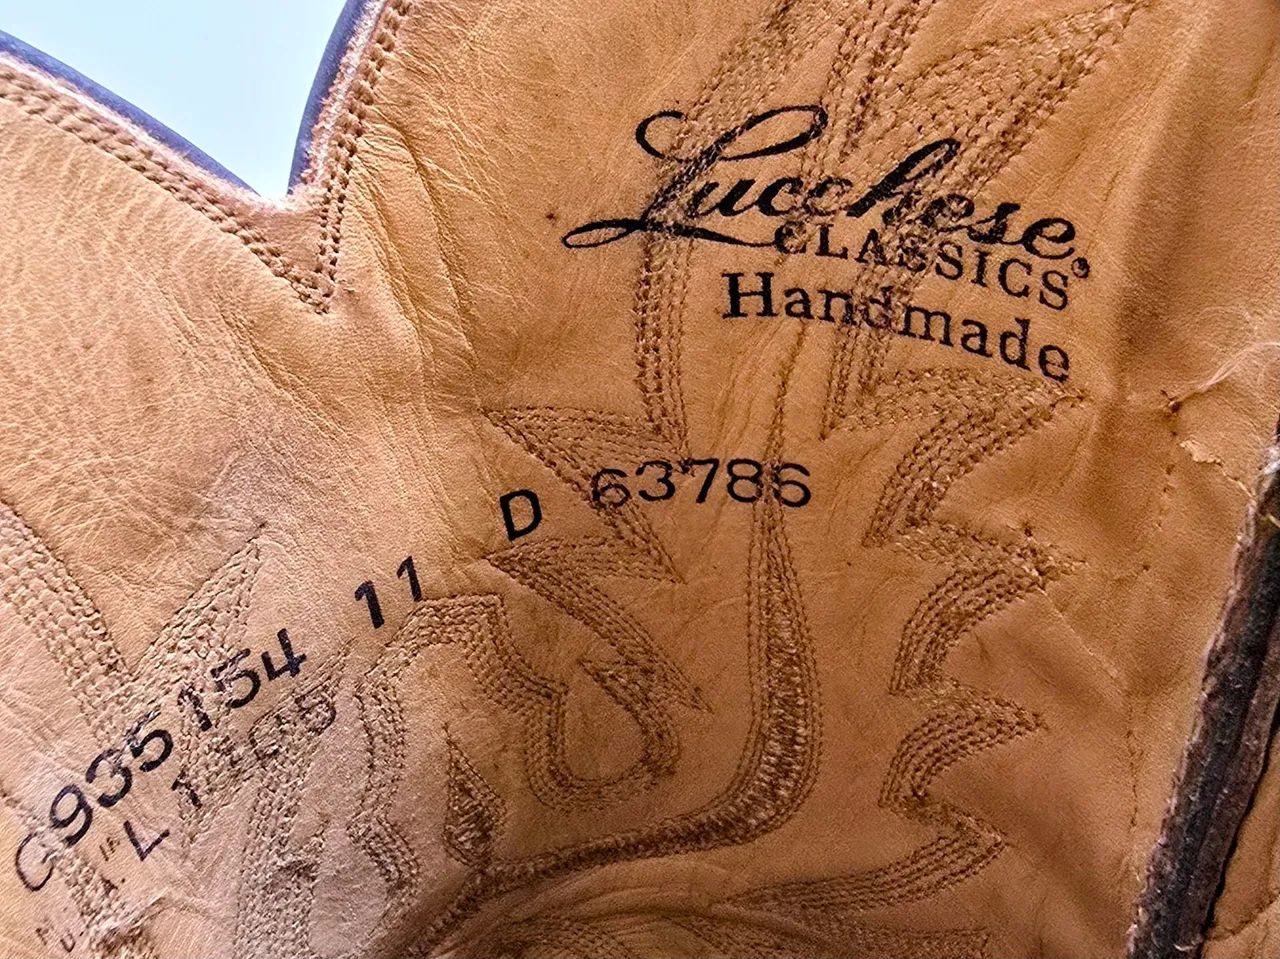 Lucchese
CLASSICS®
Handmade
G935154 11 D 63786
L